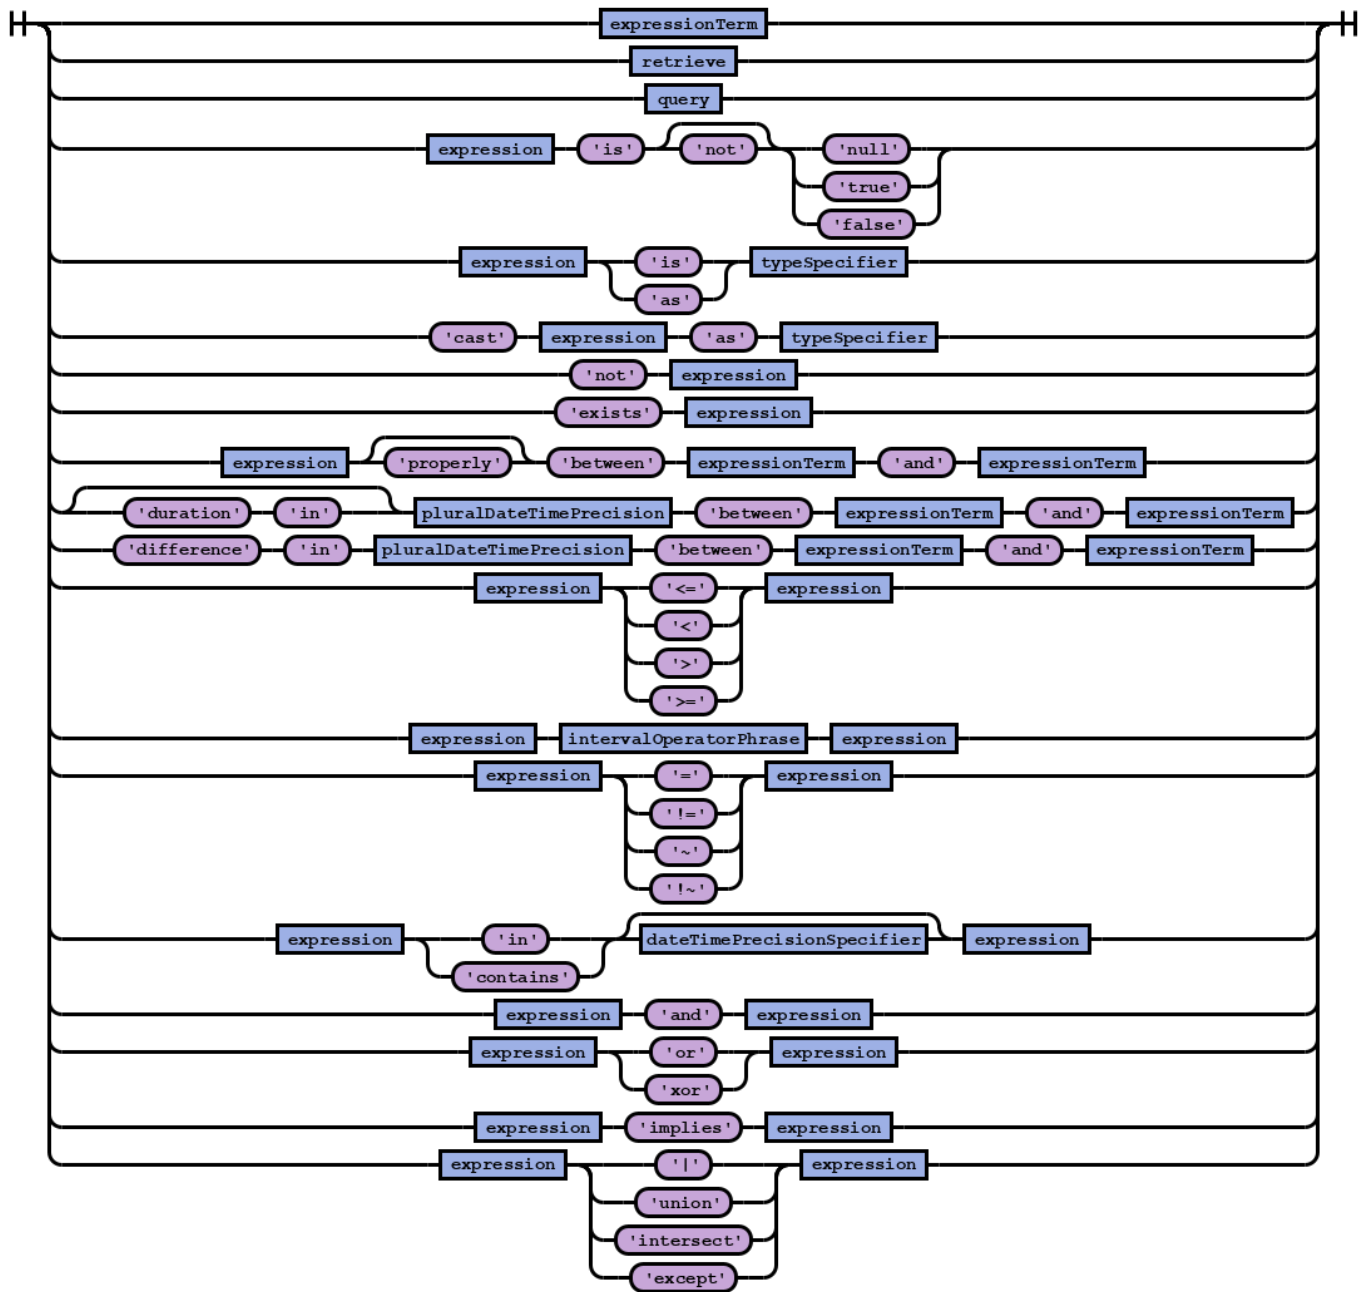 expressionTerm
retrieve
query
expression 'is' 'not' 'null'
'true'
'false'
expression 'is' typeSpecifier
'as'
'cast' expression 'as' typeSpecifier
'not' expression
'exists' expression
expression 'properly' 'between' expressionTerm 'and' expressionTerm
'duration' 'in' pluralDateTimePrecision 'between' expressionTerm 'and' expressionTerm
'difference' 'in' pluralDateTimePrecision 'between' expressionTerm 'and' expressionTerm
expression '<=' expression
'<'
'>'
'>='
expression intervalOperatorPhrase expression
expression '=' expression
'!='
'~'
'!~'
expression 'in' dateTimePrecisionSpecifier expression
'contains'
expression 'and' expression
expression 'or' expression
'xor'
expression 'implies' expression
expression '|' expression
'union'
'intersect'
'except'